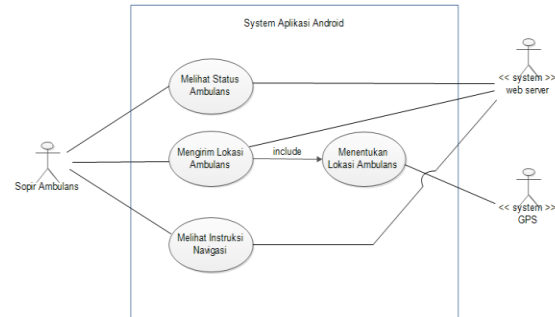 System Aplikasi Android
Melihat Status
Ambulans
<< system >>
web server
Mengirim Lokasi
Ambulans
include
Menentukan
Lokasi Ambulans
Sopir Ambulans
<< system >>
GPS
Melihat Instruksi
Navigasi